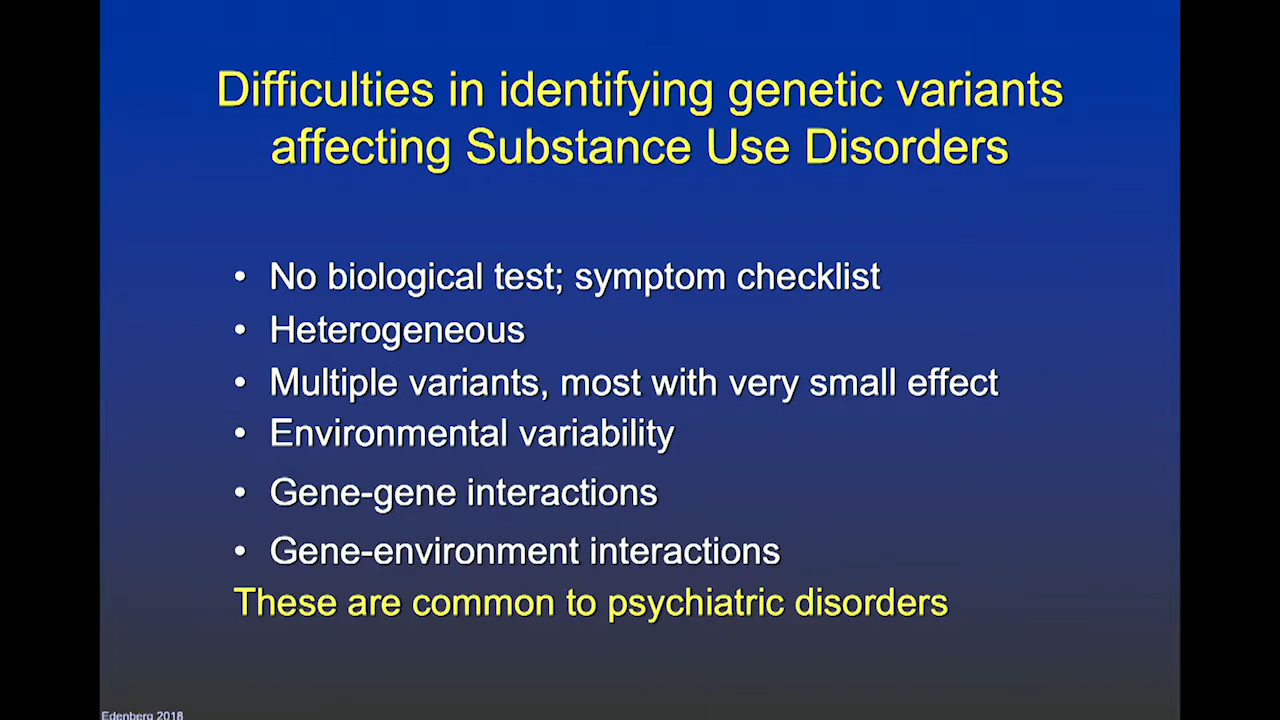 Difficulties in identifying genetic variants
affecting Substance Use Disorders
• No biological test; symptom checklist
• Heterogeneous
• Multiple variants, most with very small effect
• Environmental variability
• Gene-gene interactions
• Gene-environment interactions
These are common to psychiatric disorders
Edenberg 2018